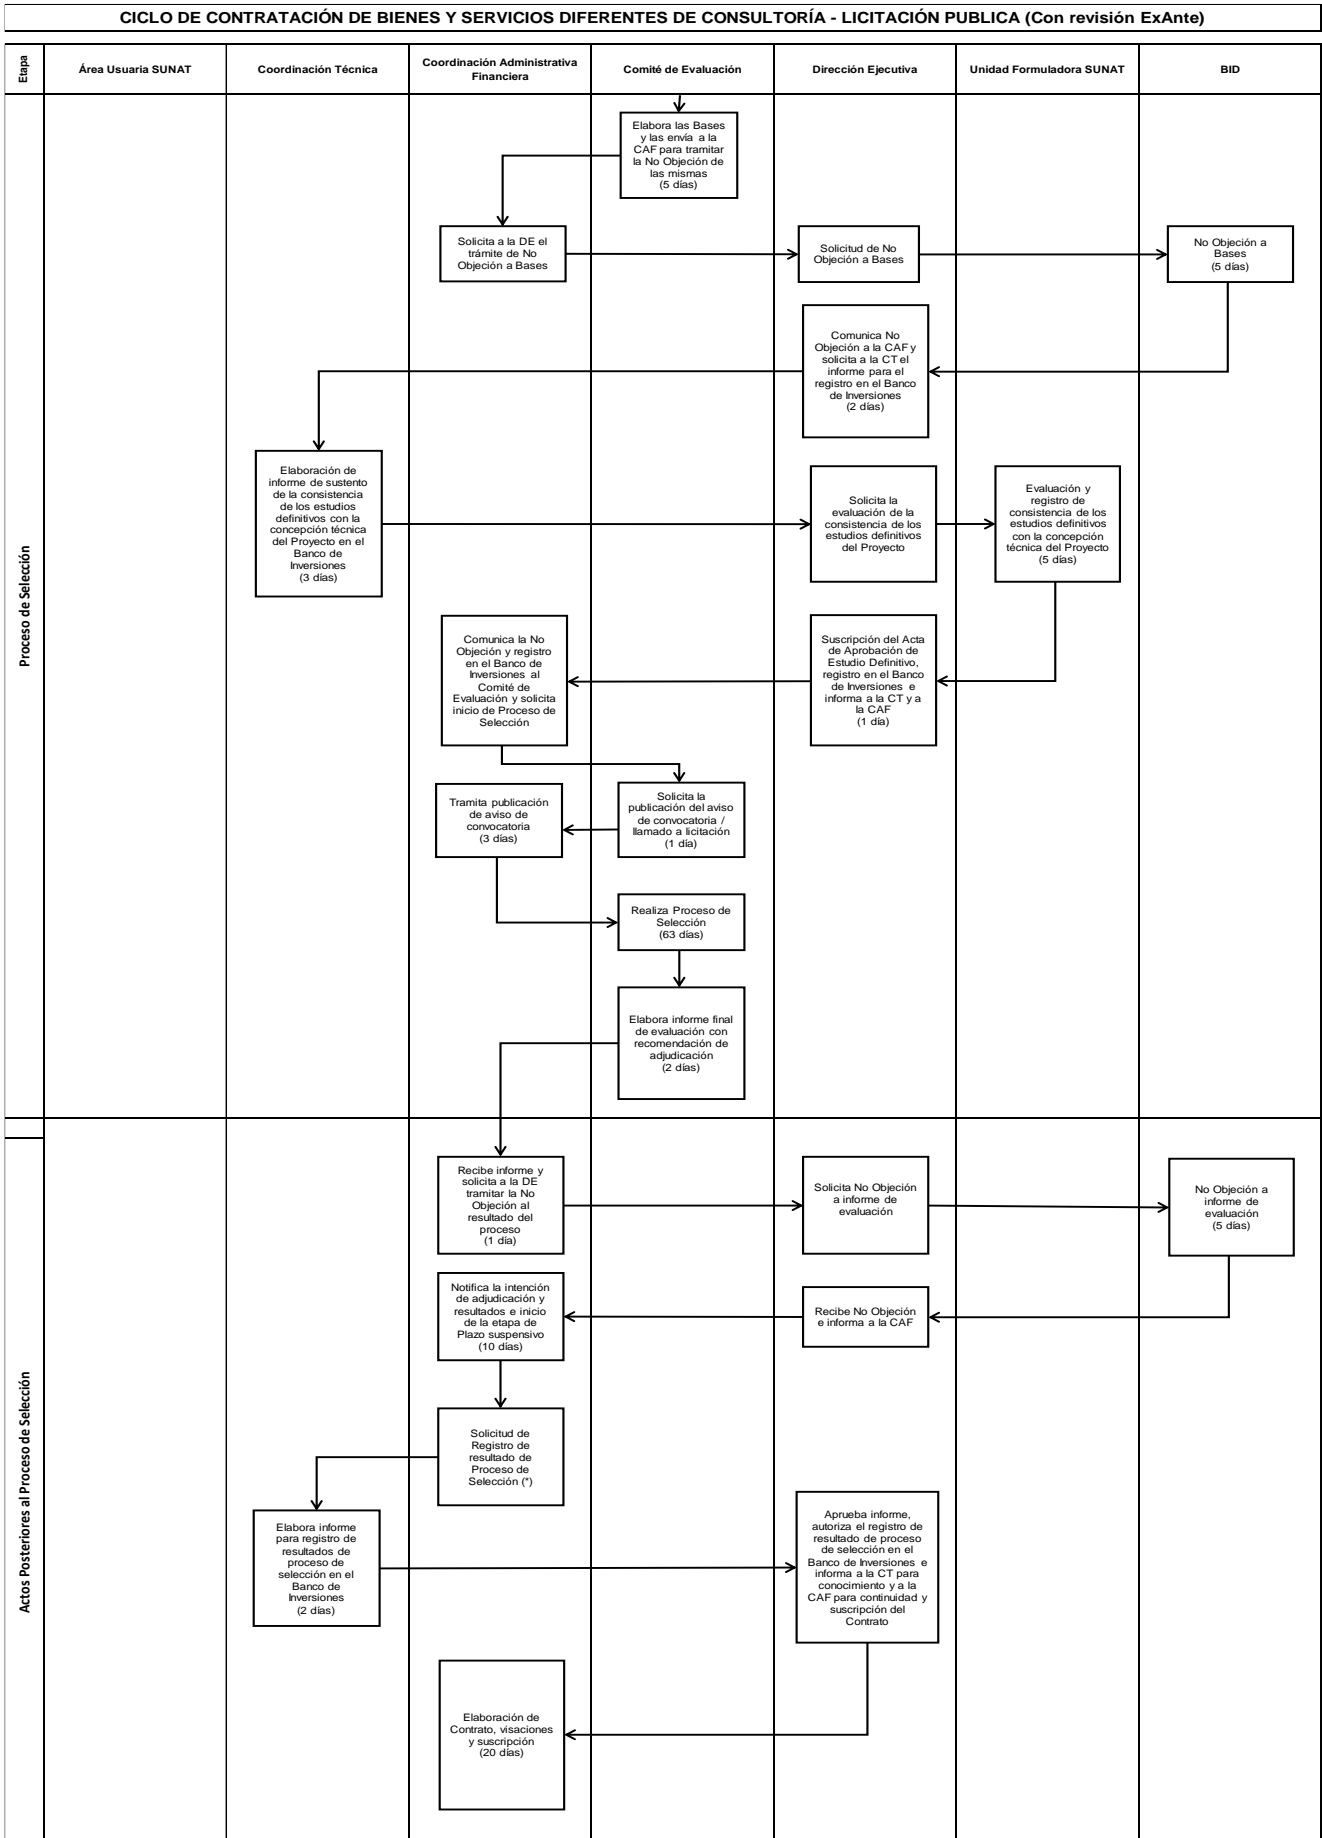 CICLO DE CONTRATACIÓN DE BIENES Y SERVICIOS DIFERENTES DE CONSULTORÍA - LICITACIÓN PUBLICA (Con revisión ExAnte)
Etapa
Área Usuaria SUNAT
Coordinación Técnica
Coordinación Administrativa
Financiera
Comité de Evaluación
Dirección Ejecutiva
Unidad Formuladora SUNAT
BID
Proceso de Selección
Elabora las Bases
y las envía a la
CAF para tramitar
la No Objeción de
las mismas
(5 días)
Solicita a la DE el
trámite de No
Objeción a Bases
Solicitud de No
Objeción a Bases
No Objeción a
Bases
(5 días)
Comunica No
Objeción a la CAF y
solicita a la CT el
informe para el
registro en el Banco
de Inversiones
(2 días)
Elaboración de
informe de sustento
de la consistencia
de los estudios
definitivos con la
concepción técnica
del Proyecto en el
Banco de
Inversiones
(3 días)
Solicita la
evaluación de la
consistencia de los
estudios definitivos
del Proyecto
Evaluación y
registro de
consistencia de los
estudios definitivos
con la concepción
técnica del Proyecto
(5 días)
Suscripción del Acta
de Aprobación de
Estudio Definitivo,
registro en el Banco
de Inversiones e
informa a la CT y a
la CAF
(1 día)
Comunica la No
Objeción y registro
en el Banco de
Inversiones al
Comité de
Evaluación y solicita
inicio de Proceso de
Selección
Solicita la
publicación del aviso
de convocatoria /
llamado a licitación
(1 día)
Tramita publicación
de aviso de
convocatoria
(3 días)
Realiza Proceso de
Selección
(63 días)
Elabora informe final
de evaluación con
recomendación de
adjudicación
(2 días)
Actos Posteriores al Proceso de Selección
Recibe informe y
solicita a la DE
tramitar la No
Objeción al
resultado del
proceso
(1 día)
Solicita No Objeción
a informe de
evaluación
No Objeción a
informe de
evaluación
(5 días)
Recibe No Objeción
e informa a la CAF
Notifica la intención
de adjudicación y
resultados e inicio
de la etapa de
Plazo suspensivo
(10 días)
Solicitud de
Registro de
resultado de
Proceso de
Selección (*)
Elabora informe
para registro de
resultados de
proceso de
selección en el
Banco de
Inversiones
(2 días)
Aprueba informe,
autoriza el registro de
resultado de proceso
de selección en el
Banco de Inversiones e
informa a la CT para
conocimiento y a la
CAF para continuidad y
suscripción del
Contrato
Elaboración de
Contrato, visaciones
y suscripción
(20 días)